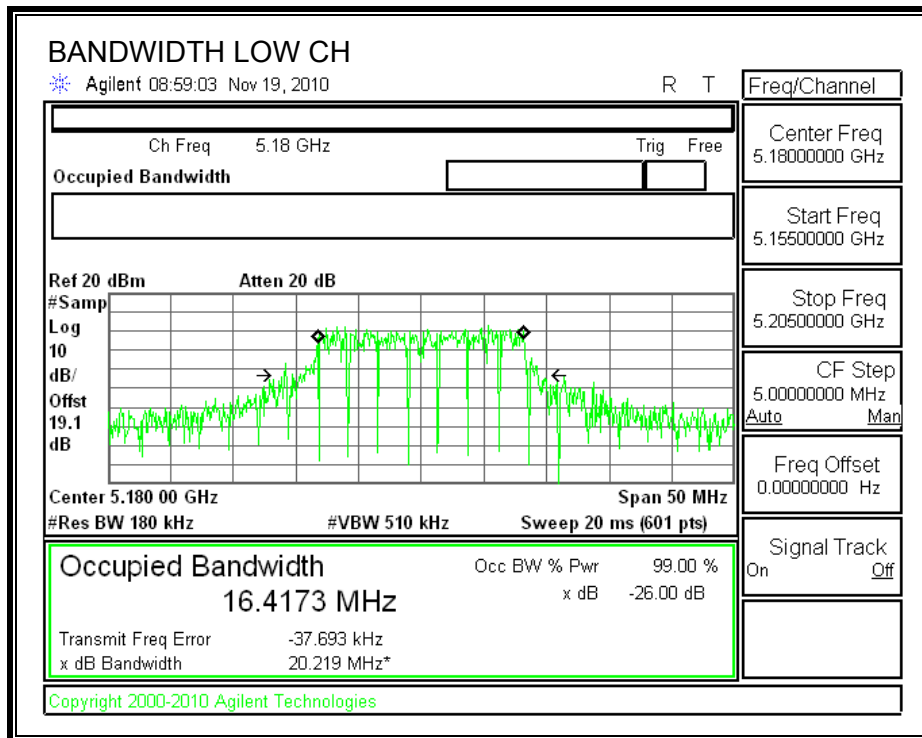 BANDWIDTH LOW CH
Agilent 08:59:03 Nov 19, 2010 R T
Freq/Channel
Ch Freq 5.18 GHz Trig Free
Occupied Bandwidth
Center Freq
5.18000000 GHz
Start Freq
5.15500000 GHz
Stop Freq
5.20500000 GHz
CF Step
5.00000000 MHz
Auto Man
Freq Offset
0.00000000 Hz
Signal Track
On Off
Ref 20 dBm Atten 20 dB
#Samp
Log
10
dB/
Offst
19.1
dB
Center 5.180 00 GHz Span 50 MHz
#Res BW 180 kHz #VBW 510 kHz Sweep 20 ms (601 pts)
Occupied Bandwidth Occ BW % Pwr 99.00 %
16.4173 MHz x dB -26.00 dB
Transmit Freq Error -37.693 kHz
x dB Bandwidth 20.219 MHz*
Copyright 2000-2010 Agilent Technologies